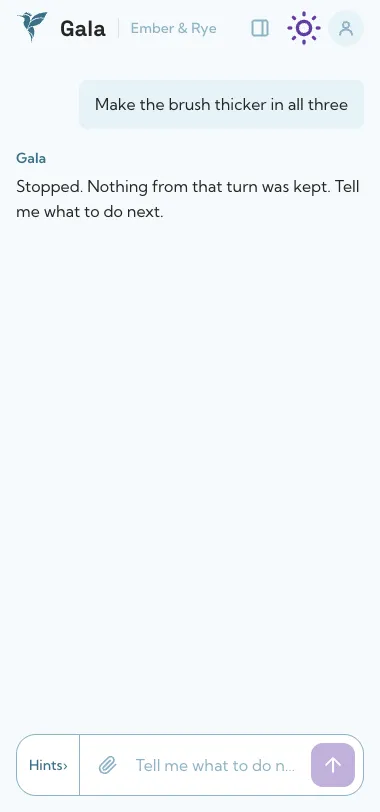 Gala
Ember & Rye
Make the brush thicker in all three
Gala
Stopped. Nothing from that turn was kept. Tell
me what to do next.
Hints›
Tell me what to do n...